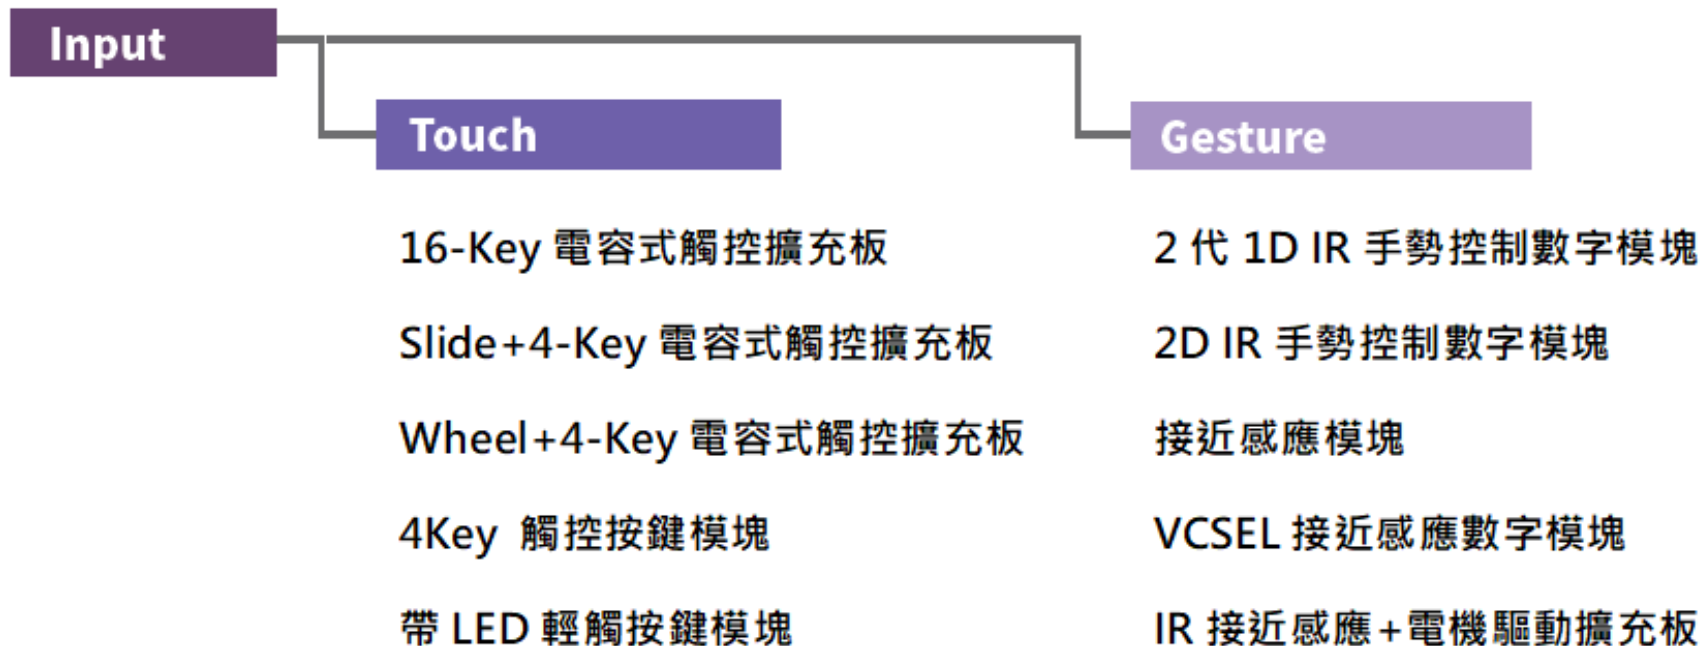 Input
Touch
16-Key 電容式觸控擴充板
Slide+4-Key 電容式觸控擴充板
Wheel+4-Key 電容式觸控擴充板
4Key 觸控按鍵模塊
帶 LED 輕觸按鍵模塊
Gesture
2 代 1D IR 手勢控制數字模塊
2D IR 手勢控制數字模塊
接近感應模塊
VCSEL 接近感應數字模塊
IR 接近感應+電機驅動擴充板